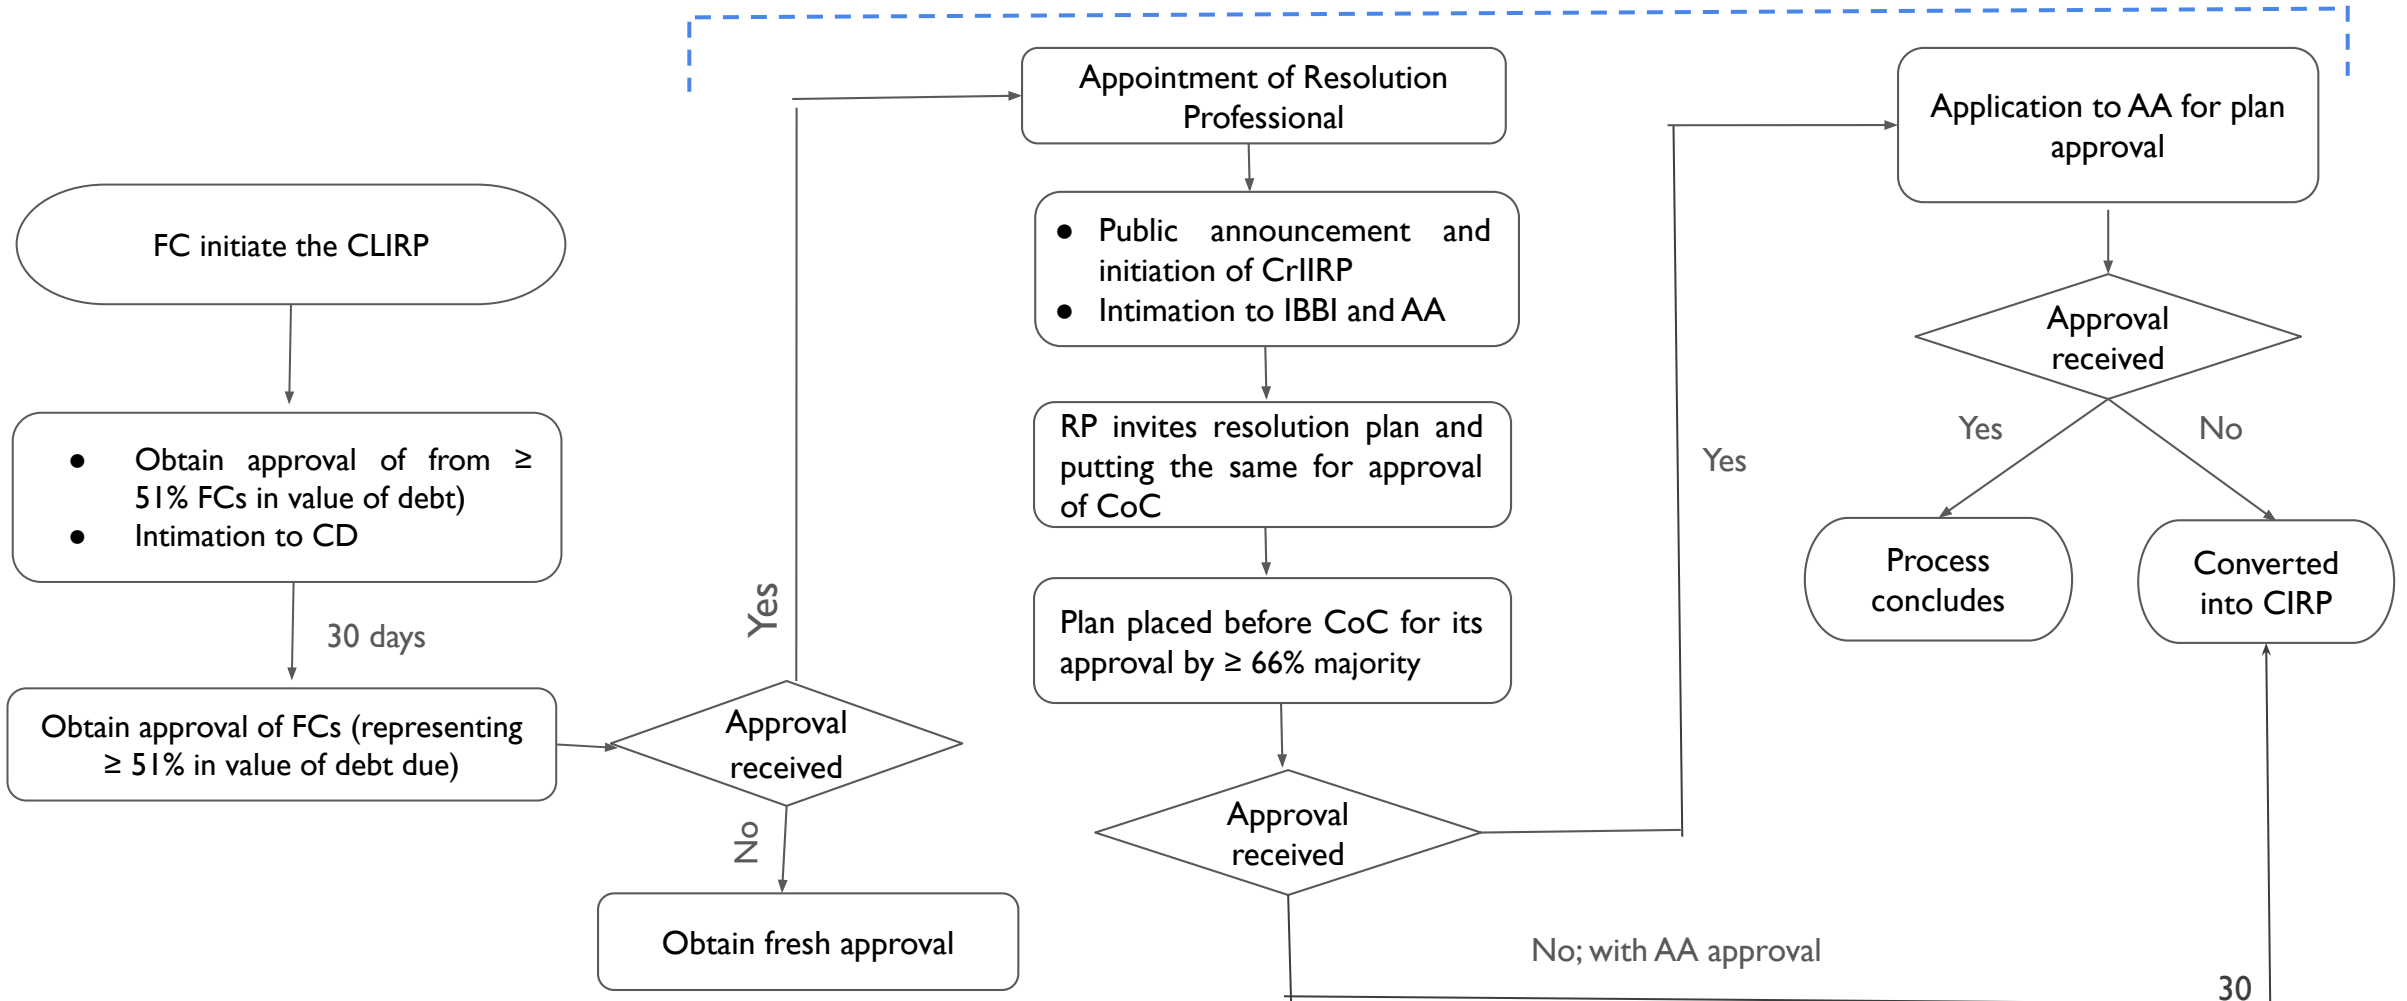 FC initiate the CLIRP
● Obtain approval of from ≥
51% FCs in value of debt)
● Intimation to CD
30 days
Obtain approval of FCs (representing
≥ 51% in value of debt due)
Approval
received
Yes
No
Obtain fresh approval
Appointment of Resolution
Professional
● Public announcement and
initiation of CrIIRP
● Intimation to IBBI and AA
RP invites resolution plan and
putting the same for approval
of CoC
Plan placed before CoC for its
approval by ≥ 66% majority
Approval
received
Yes
No; with AA approval
30
Application to AA for plan
approval
Approval
received
Yes
No
Process
concludes
Converted
into CIRP